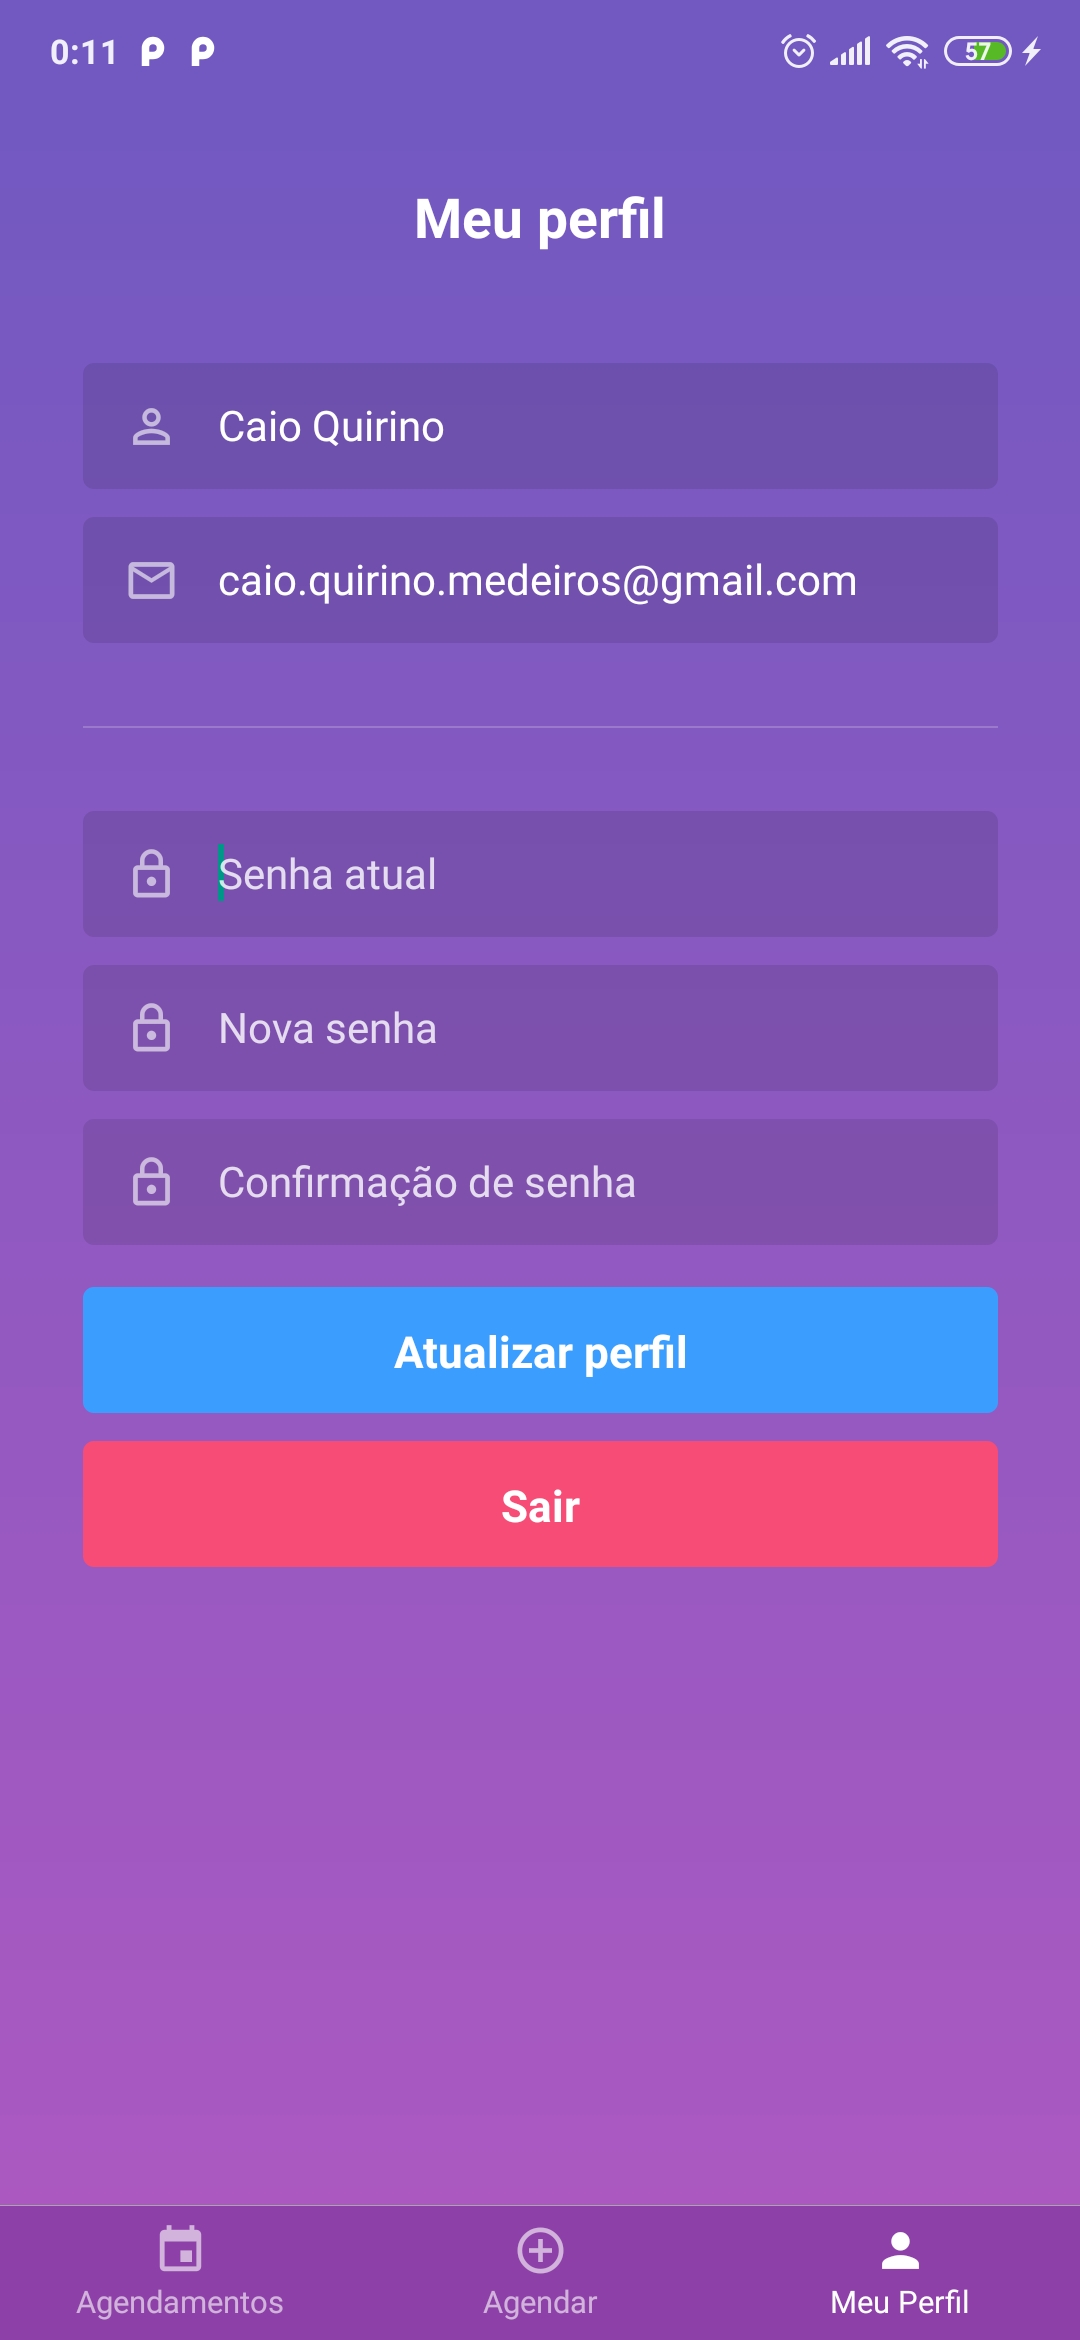 0:11
57
Meu perfil
Caio Quirino
caio.quirino.medeiros@gmail.com
Senha atual
Nova senha
Confirmação de senha
Atualizar perfil
Sair
Agendamentos
Agendar
Meu Perfil